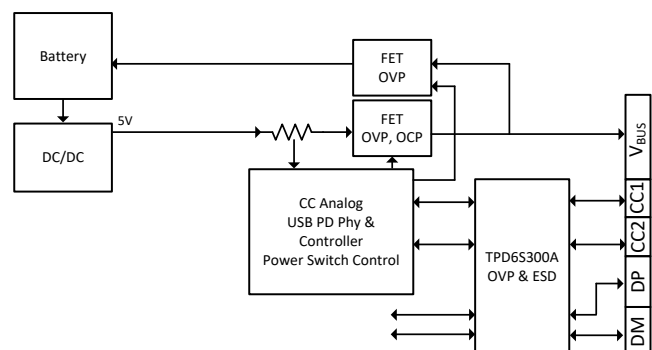 Battery
FET
OVP
5V
DC/DC
FET
OVP, OCP
CC Analog
USB PD Phy &
Controller
Power Switch Control
TPD6S300A
OVP & ESD
VBUS
CC1
CC2
DP
DM